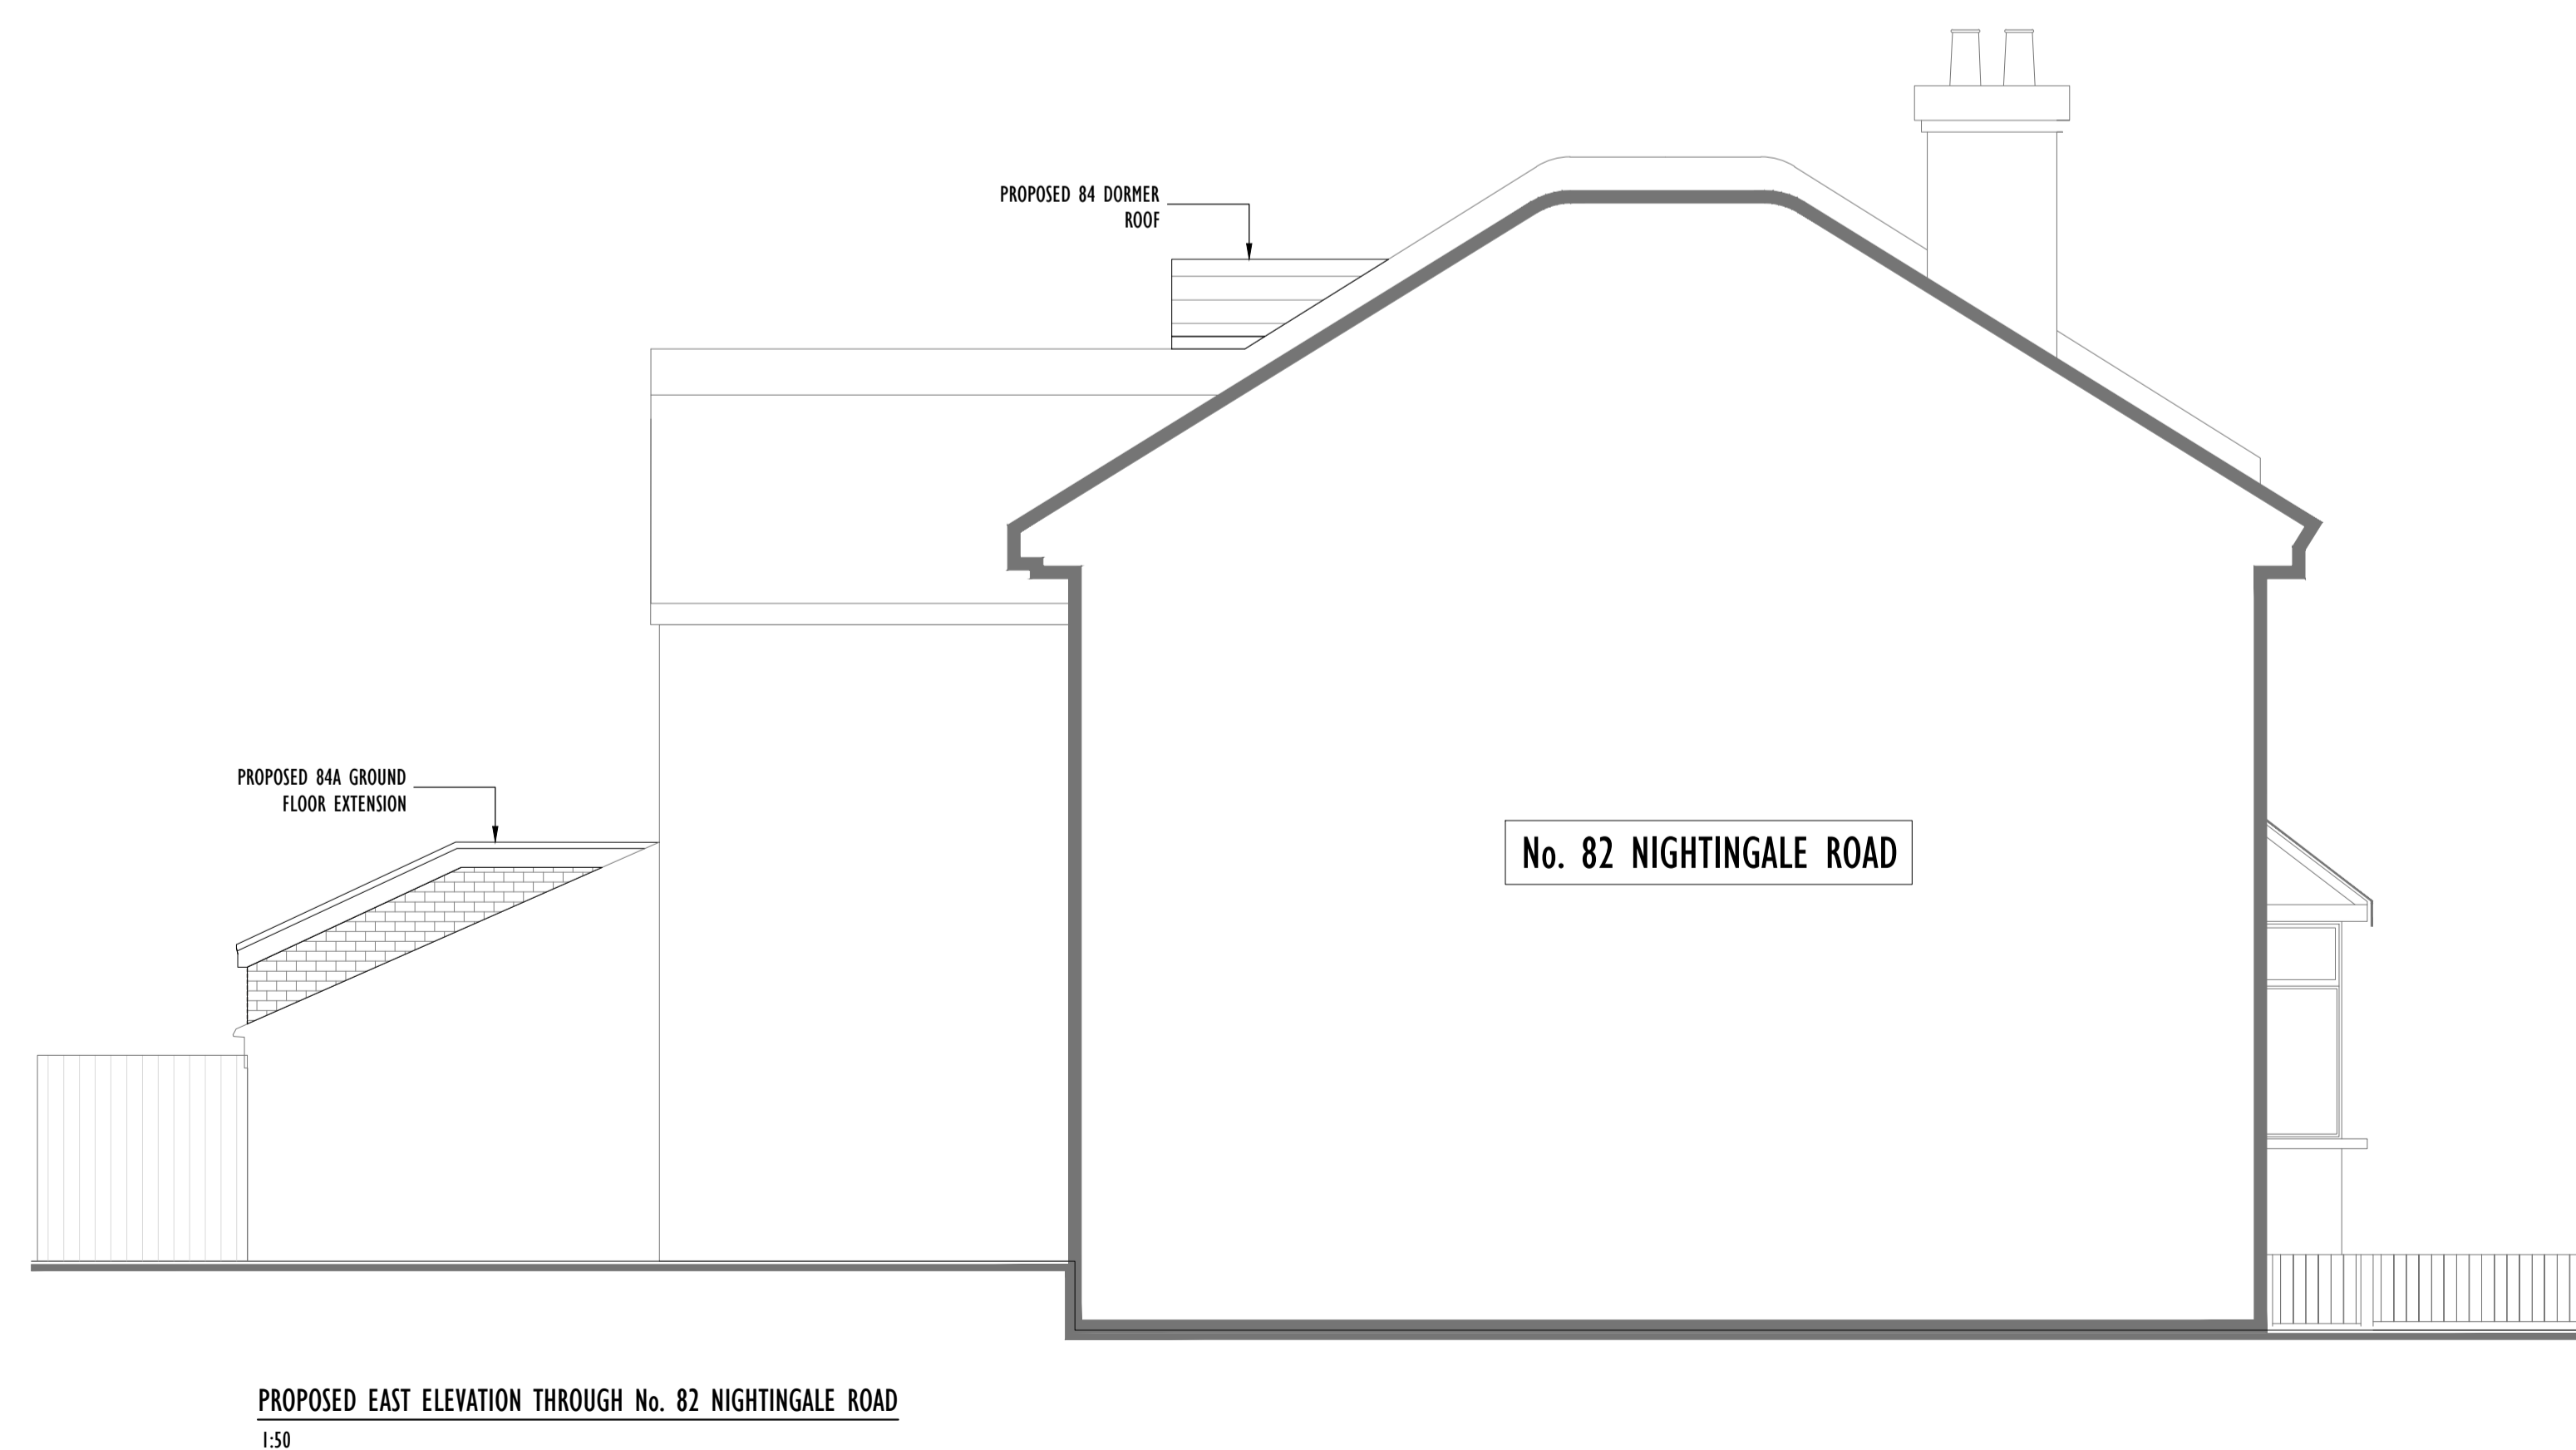 PROPOSED 84 DORMER
ROOF
PROPOSED 84A GROUND
FLOOR EXTENSION
No. 82 NIGHTINGALE ROAD
PROPOSED EAST ELEVATION THROUGH No. 82 NIGHTINGALE ROAD
1:50